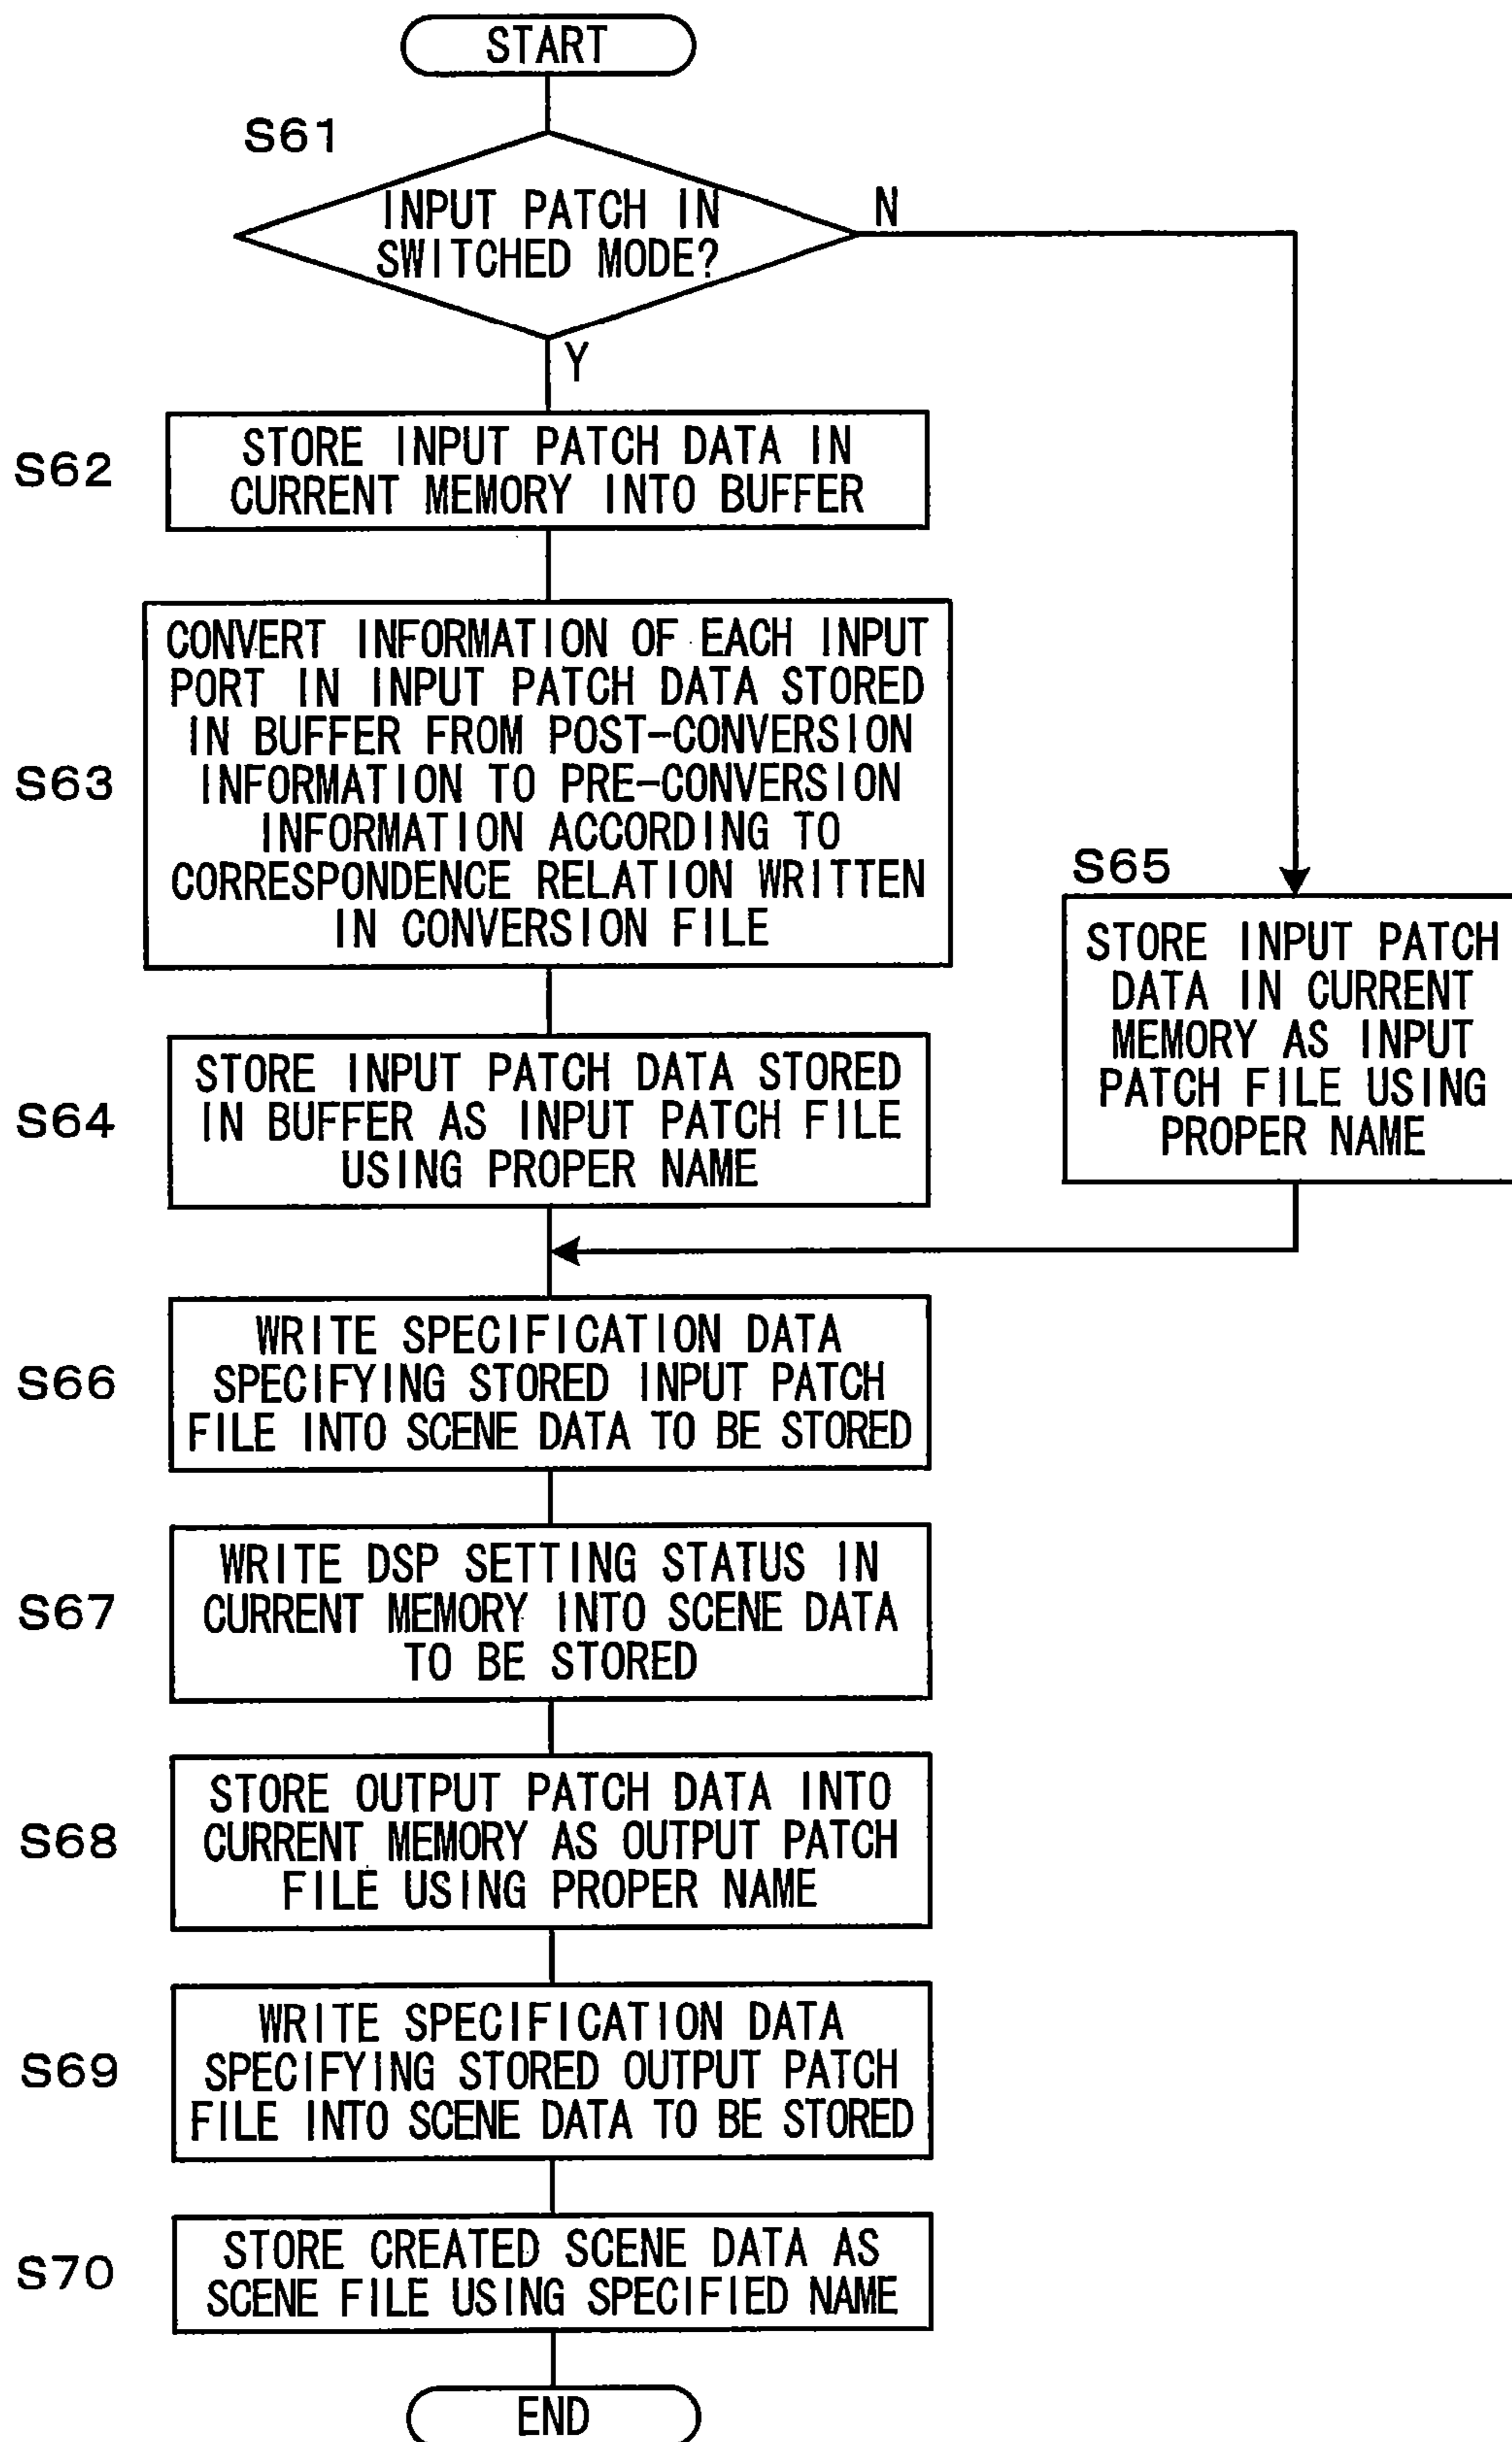 START
S61
INPUT PATCH IN
SWITCHED MODE?
N
Y
S62
STORE INPUT PATCH DATA IN
CURRENT MEMORY INTO BUFFER
S63
CONVERT INFORMATION OF EACH INPUT
PORT IN INPUT PATCH DATA STORED
IN BUFFER FROM POST-CONVERSION
INFORMATION TO PRE-CONVERSION
INFORMATION ACCORDING TO
CORRESPONDENCE RELATION WRITTEN
IN CONVERSION FILE
S65
STORE INPUT PATCH
DATA IN CURRENT
MEMORY AS INPUT
PATCH FILE USING
PROPER NAME
S64
STORE INPUT PATCH DATA STORED
IN BUFFER AS INPUT PATCH FILE
USING PROPER NAME
S66
WRITE SPECIFICATION DATA
SPECIFYING STORED INPUT PATCH
FILE INTO SCENE DATA TO BE STORED
S67
WRITE DSP SETTING STATUS IN
CURRENT MEMORY INTO SCENE DATA
TO BE STORED
S68
STORE OUTPUT PATCH DATA INTO
CURRENT MEMORY AS OUTPUT PATCH
FILE USING PROPER NAME
S69
WRITE SPECIFICATION DATA
SPECIFYING STORED OUTPUT PATCH
FILE INTO SCENE DATA TO BE STORED
S70
STORE CREATED SCENE DATA AS
SCENE FILE USING SPECIFIED NAME
END